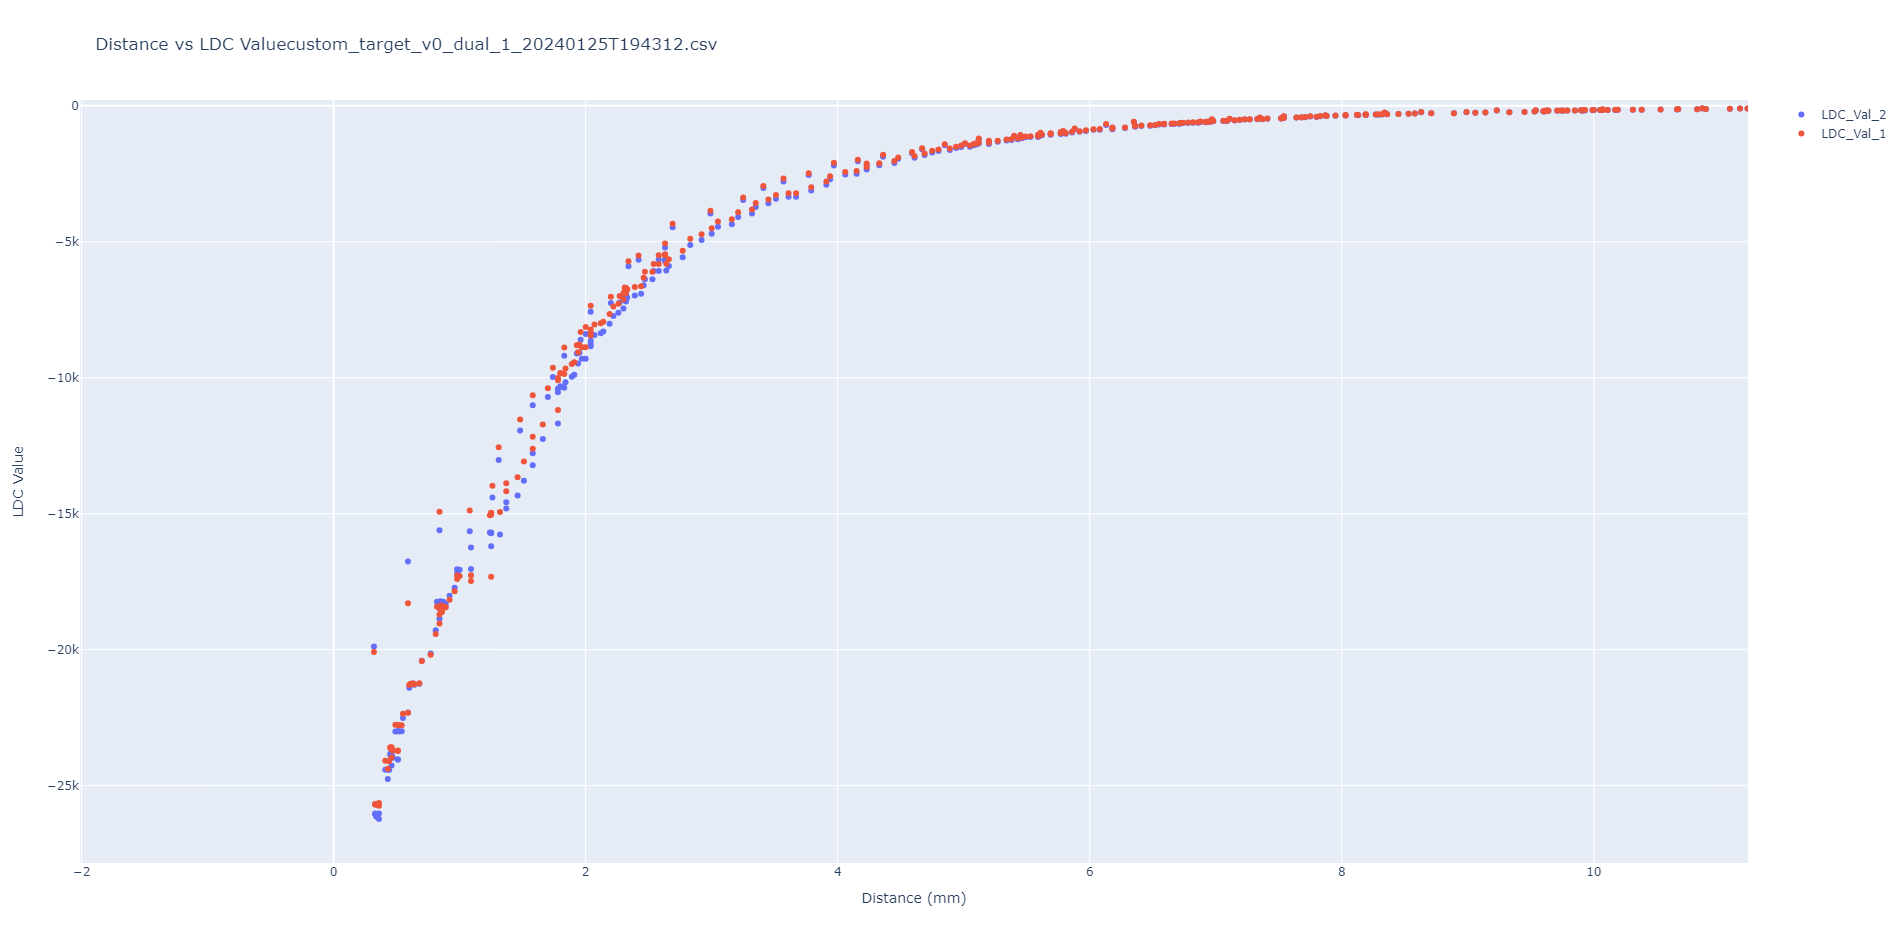 Distance vs LDC Valuecustom_target_v0_dual_1_20240125T194312.csv
LDC_Val_2
LDC_Val_1
0
−5k
−10k
−15k
−20k
−25k
LDC Value
−2 0 2 4 6 8 10
Distance (mm)